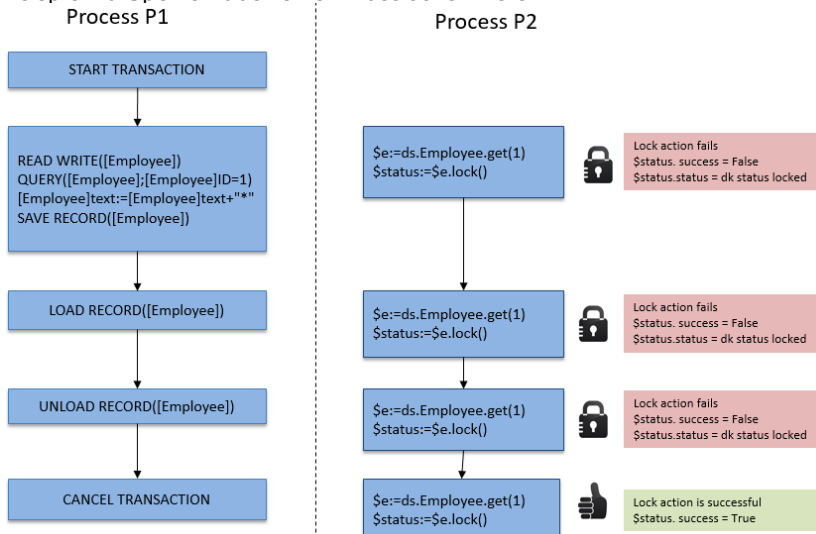 Process P1
Process P2
START TRANSACTION
READ WRITE([Employee])
QUERY([Employee];[Employee]ID=1)
[Employee]text:=[Employee]text+"*"
SAVE RECORD([Employee])
$e:=ds.Employee.get(1)
$status:=$e.lock()
Lock action fails
$status. success = False
$status.status = dk status locked
LOAD RECORD([Employee])
$e:=ds.Employee.get(1)
$status:=$e.lock()
Lock action fails
$status. success = False
$status.status = dk status locked
UNLOAD RECORD([Employee])
$e:=ds.Employee.get(1)
$status:=$e.lock()
Lock action fails
$status. success = False
$status.status = dk status locked
CANCEL TRANSACTION
$e:=ds.Employee.get(1)
$status:=$e.lock()
Lock action is successful
$status. success = True